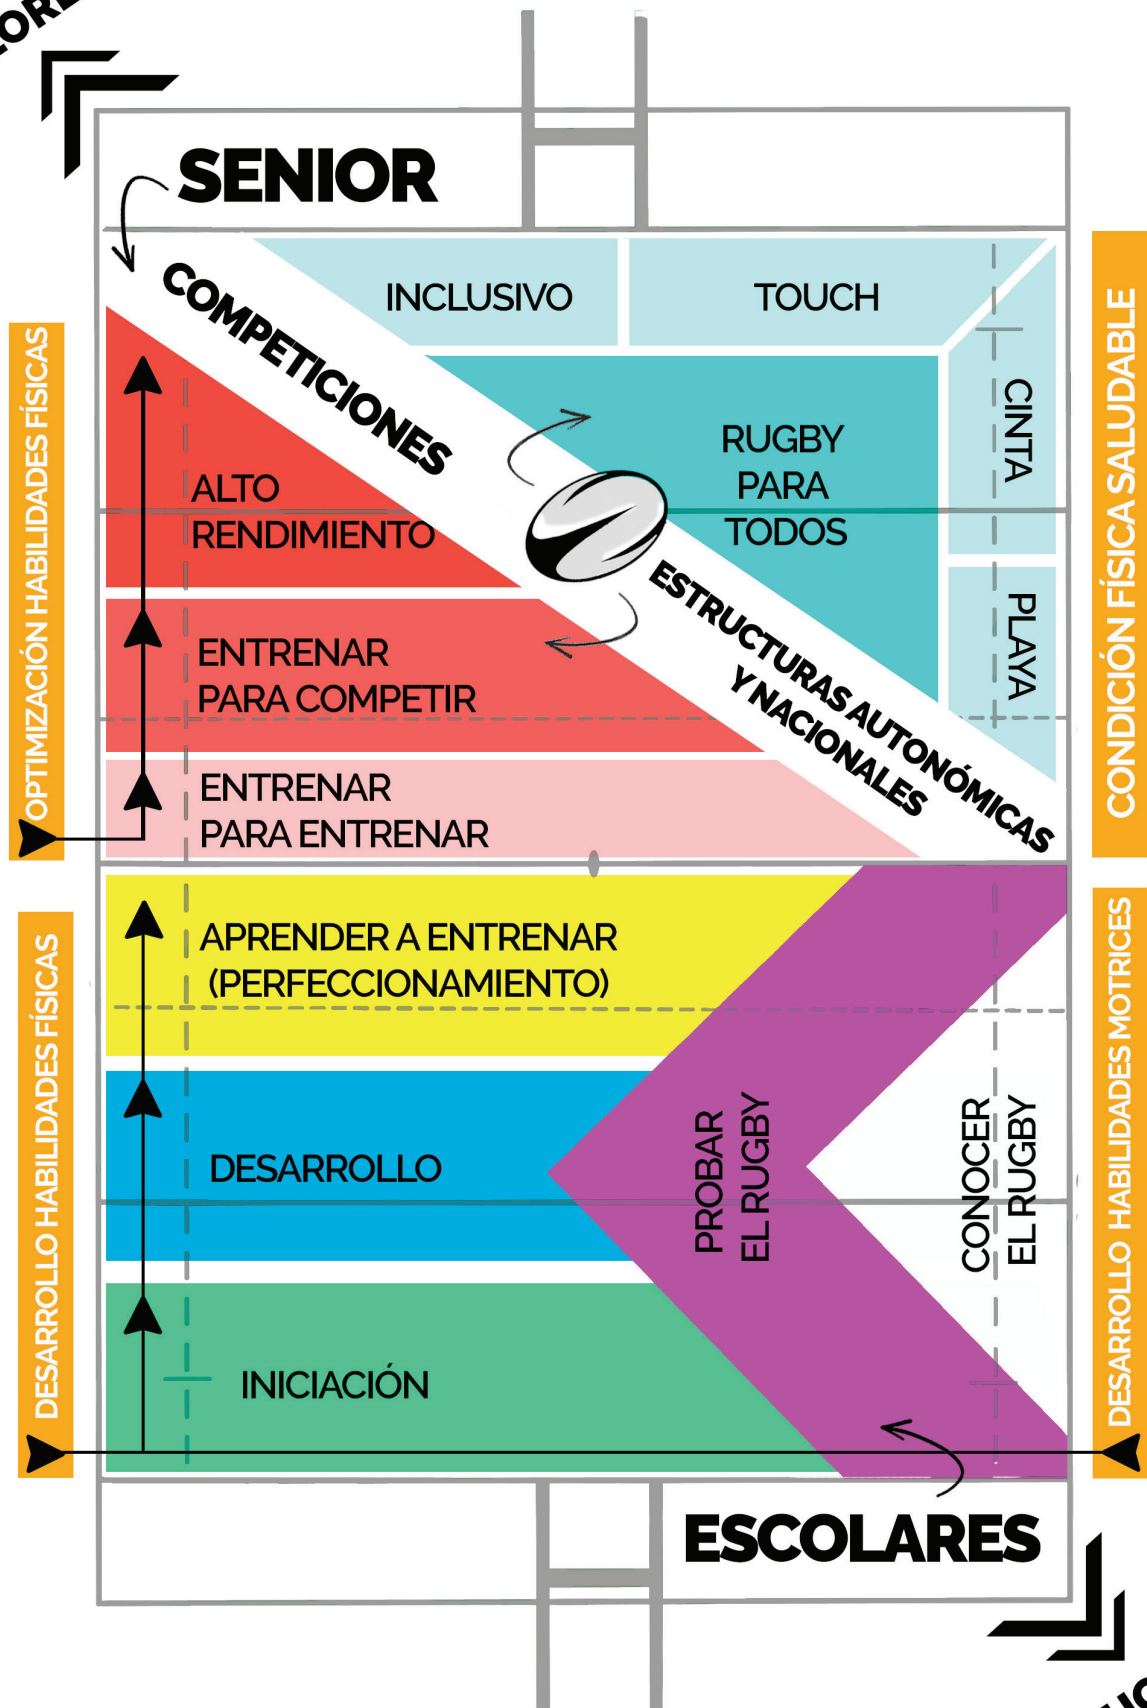 SENIOR
COMPETICIONES
INCLUSIVO
TOUCH
CINTA
PLAYA
RUGBY
PARA
TODOS
ESTRUCTURAS AUTONÓMICAS
Y NACIONALES
ALTO
RENDIMIENTO
ENTRENAR
PARA COMPETIR
ENTRENAR
PARA ENTRENAR
OPTIMIZACIÓN HABILIDADES FÍSICAS
CONDICIÓN FÍSICA SALUDABLE
APRENDER A ENTRENAR
(PERFECCIONAMIENTO)
DESARROLLO
INICIACIÓN
PROBAR
EL RUGBY
CONOCER
EL RUGBY
DESARROLLO HABILIDADES FÍSICAS
DESARROLLO HABILIDADES MOTRICES
ESCOLARES